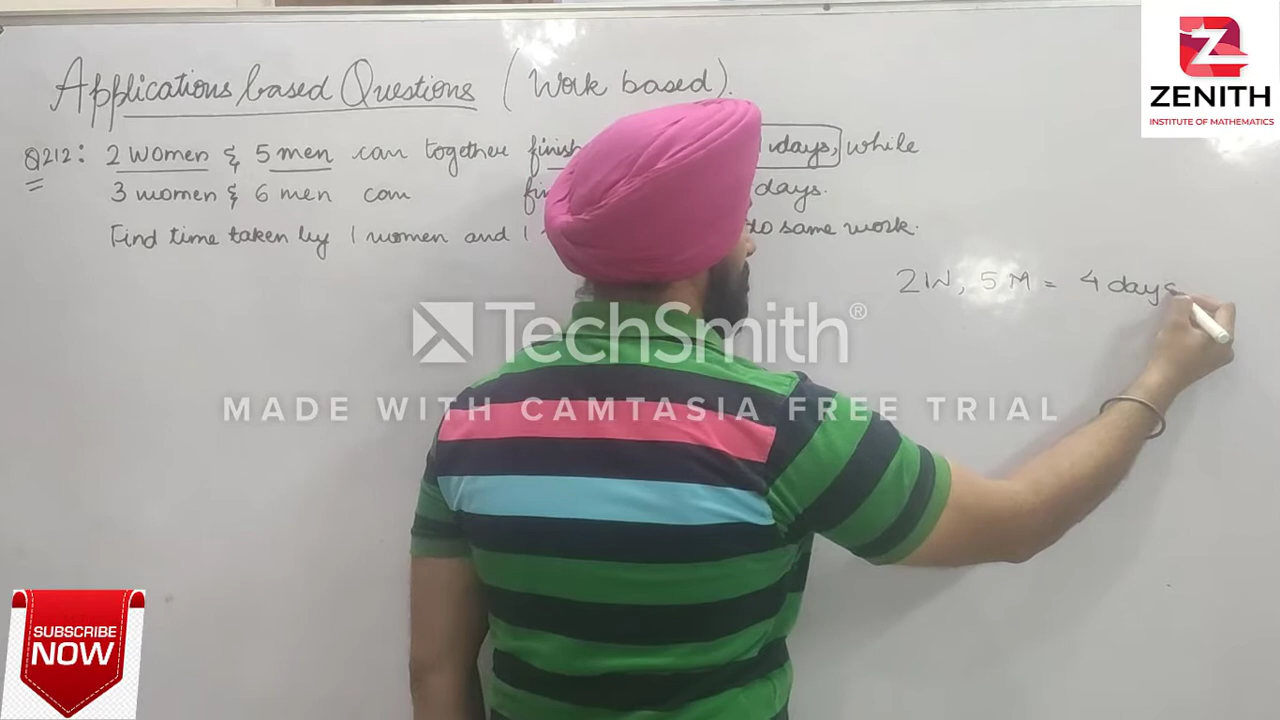 Applications based Questions (Work based).
Q212: 2 women & 5 men can together finish days, while
3 women & 6 men can days.
Find time taken by 1 women and 1 do same work.
2W, 5M = 4 days
Z
ZENITH
INSTITUTE OF MATHEMATICS
TechSmith®
MADE WITH CAMTASIA FREE TRIAL
SUBSCRIBE
NOW